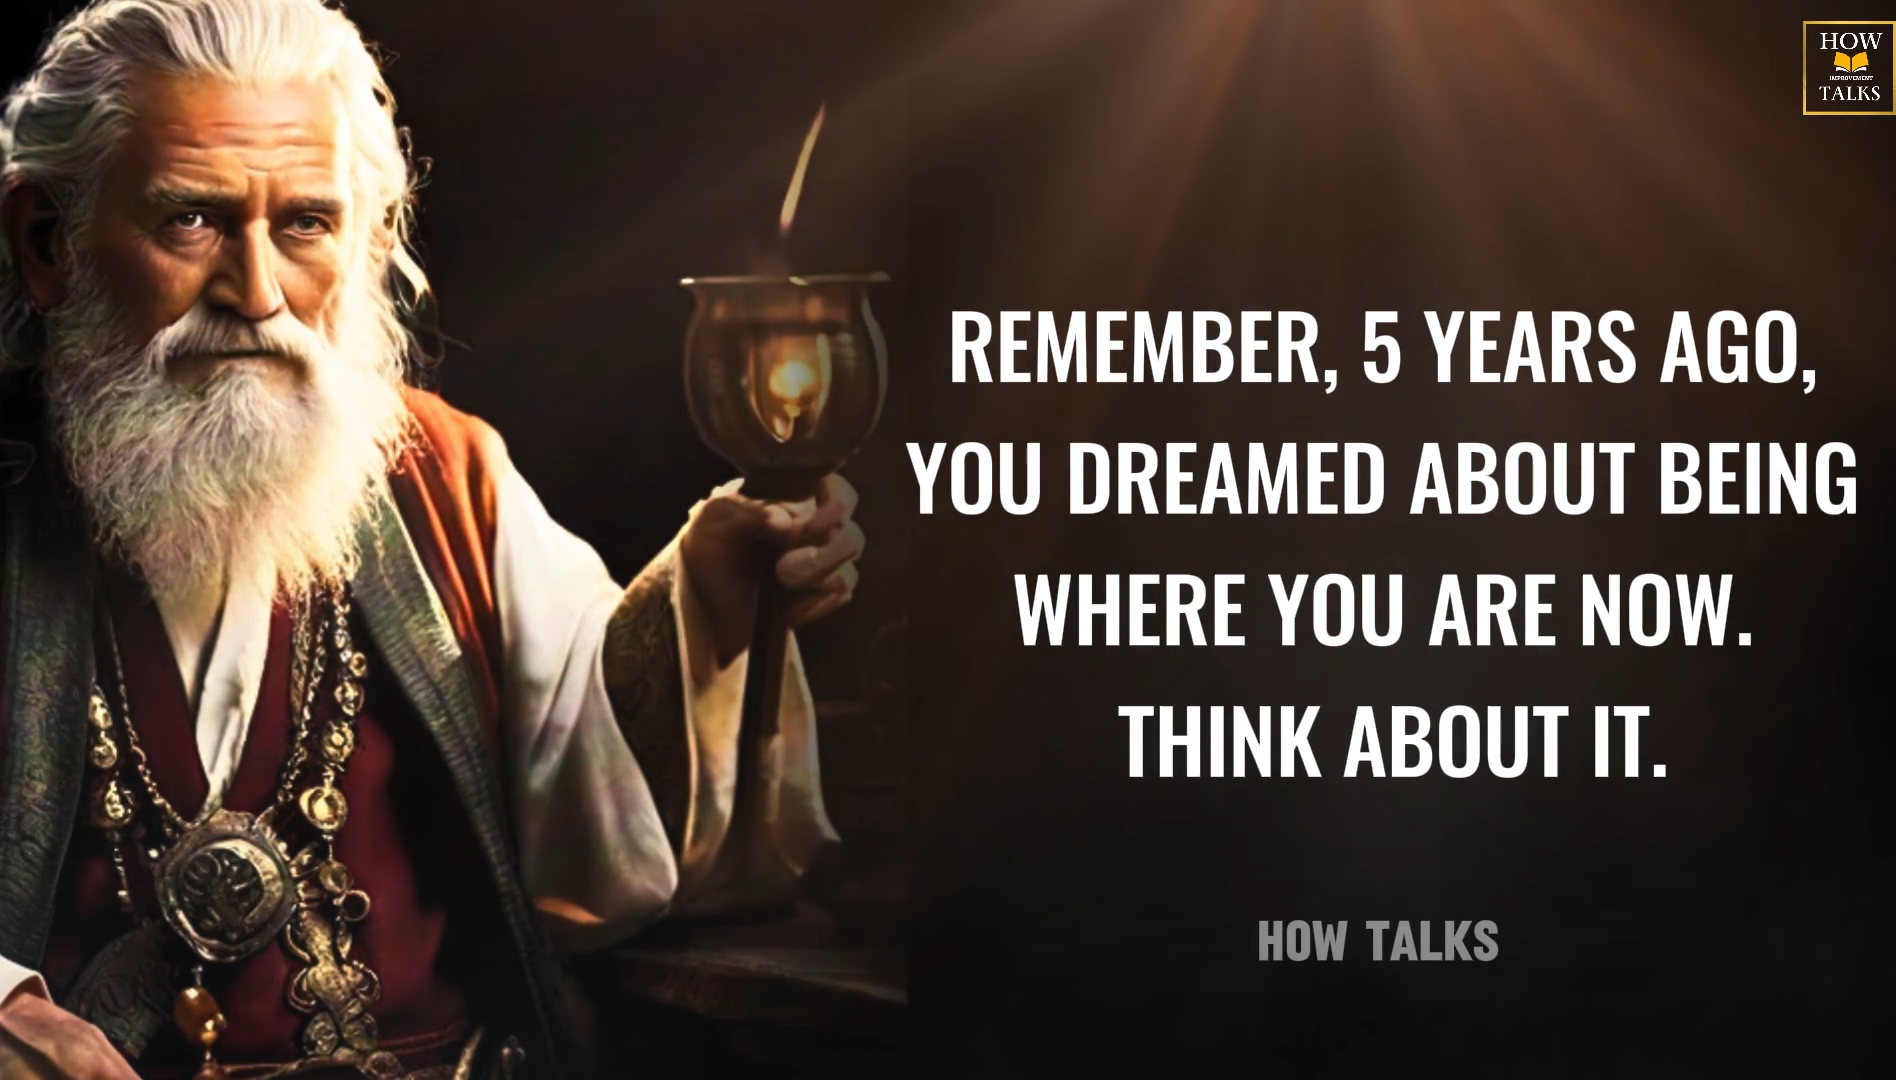 HOW
IMPROVEMENT
TALKS
REMEMBER, 5 YEARS AGO,
YOU DREAMED ABOUT BEING
WHERE YOU ARE NOW.
THINK ABOUT IT.
HOW TALKS